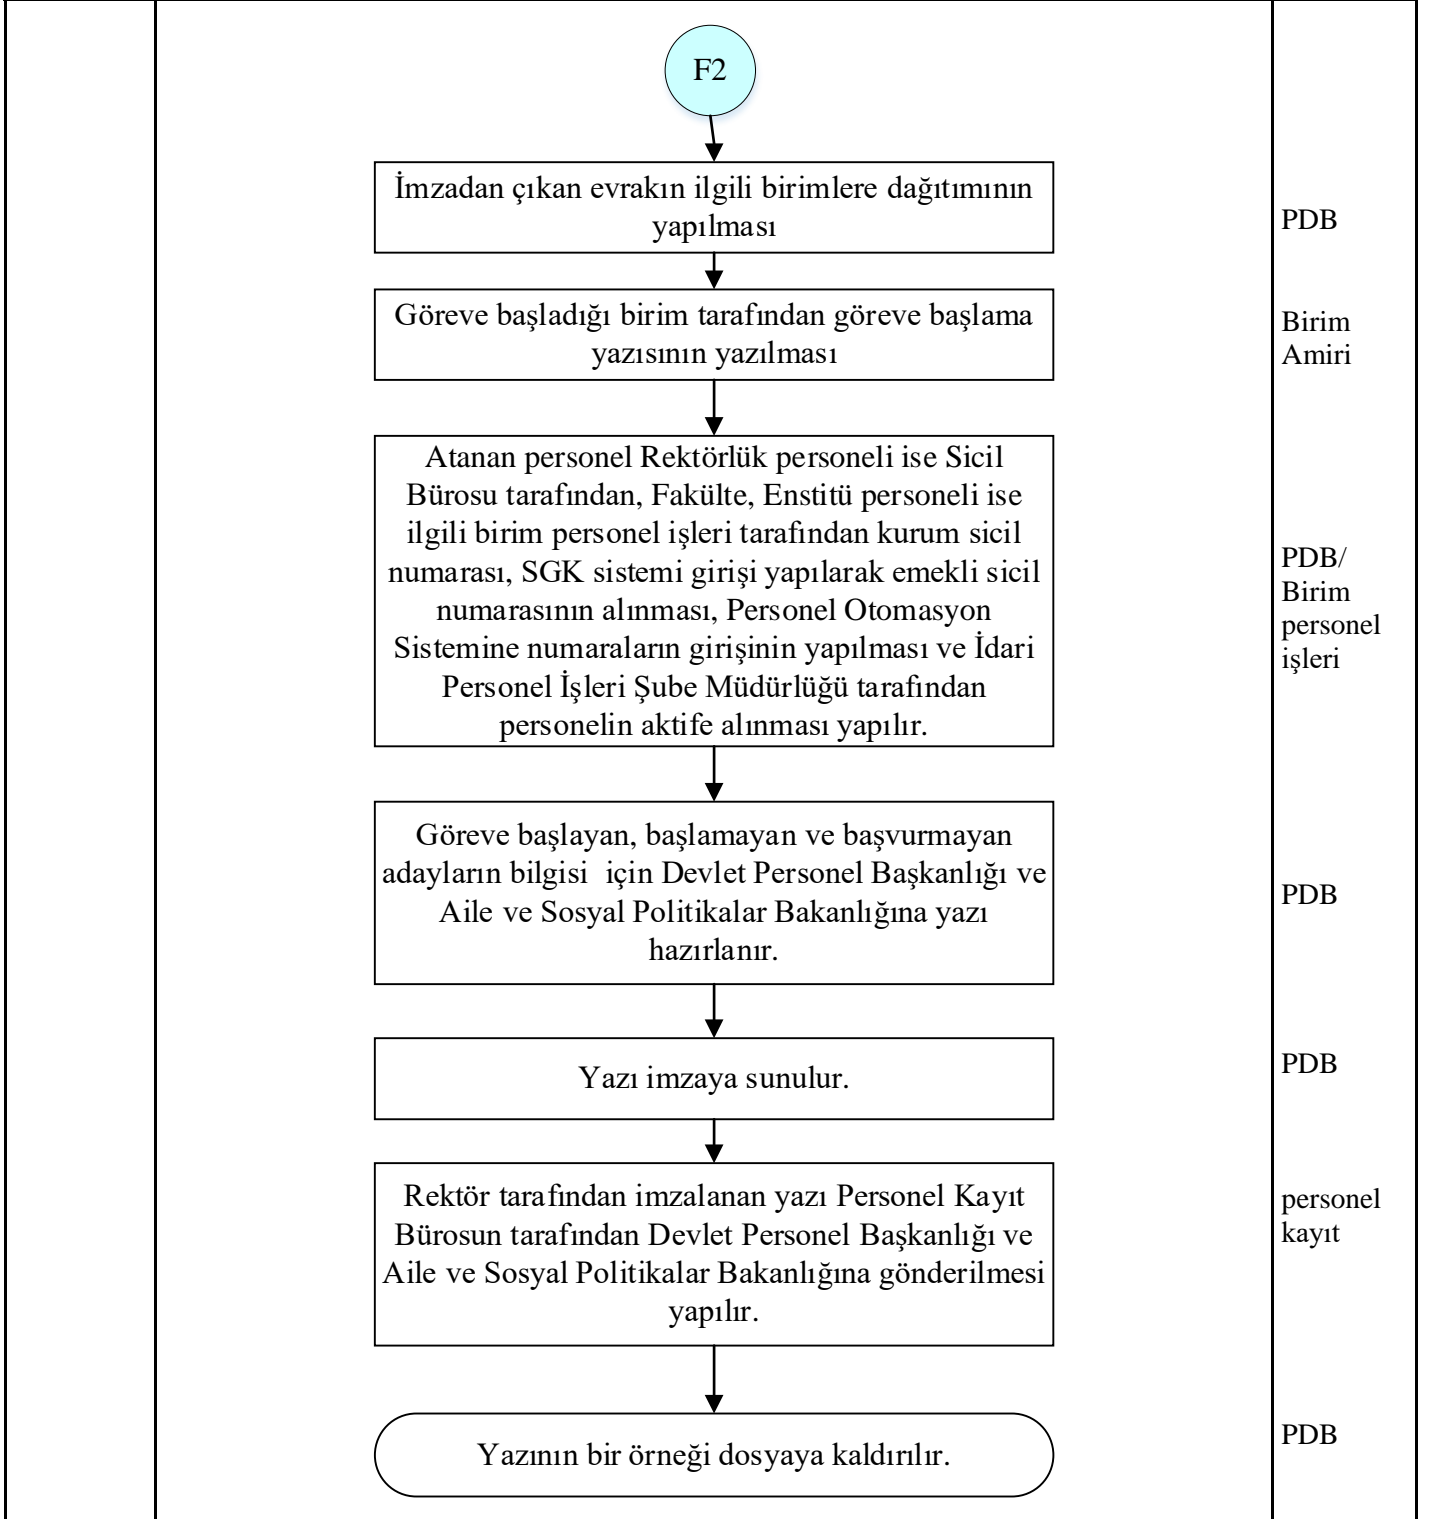 F2
İmzadan çıkan evrakın ilgili birimlere dağıtımının
yapılması
PDB
Göreve başladığı birim tarafından göreve başlama
yazısının yazılması
Birim
Amiri
Atanan personel Rektörlük personeli ise Sicil
Bürosu tarafından, Fakülte, Enstitü personeli ise
ilgili birim personel işleri tarafından kurum sicil
numarası, SGK sistemi girişi yapılarak emekli sicil
numarasının alınması, Personel Otomasyon
Sistemine numaraların girişinin yapılması ve İdari
Personel İşleri Şube Müdürlüğü tarafından
personelin aktife alınması yapılır.
PDB/
Birim
personel
işleri
Göreve başlayan, başlamayan ve başvurmayan
adayların bilgisi  için Devlet Personel Başkanlığı ve
Aile ve Sosyal Politikalar Bakanlığına yazı
hazırlanır.
PDB
Yazı imzaya sunulur.
PDB
Rektör tarafından imzalanan yazı Personel Kayıt
Bürosun tarafından Devlet Personel Başkanlığı ve
Aile ve Sosyal Politikalar Bakanlığına gönderilmesi
yapılır.
personel
kayıt
Yazının bir örneği dosyaya kaldırılır.
PDB